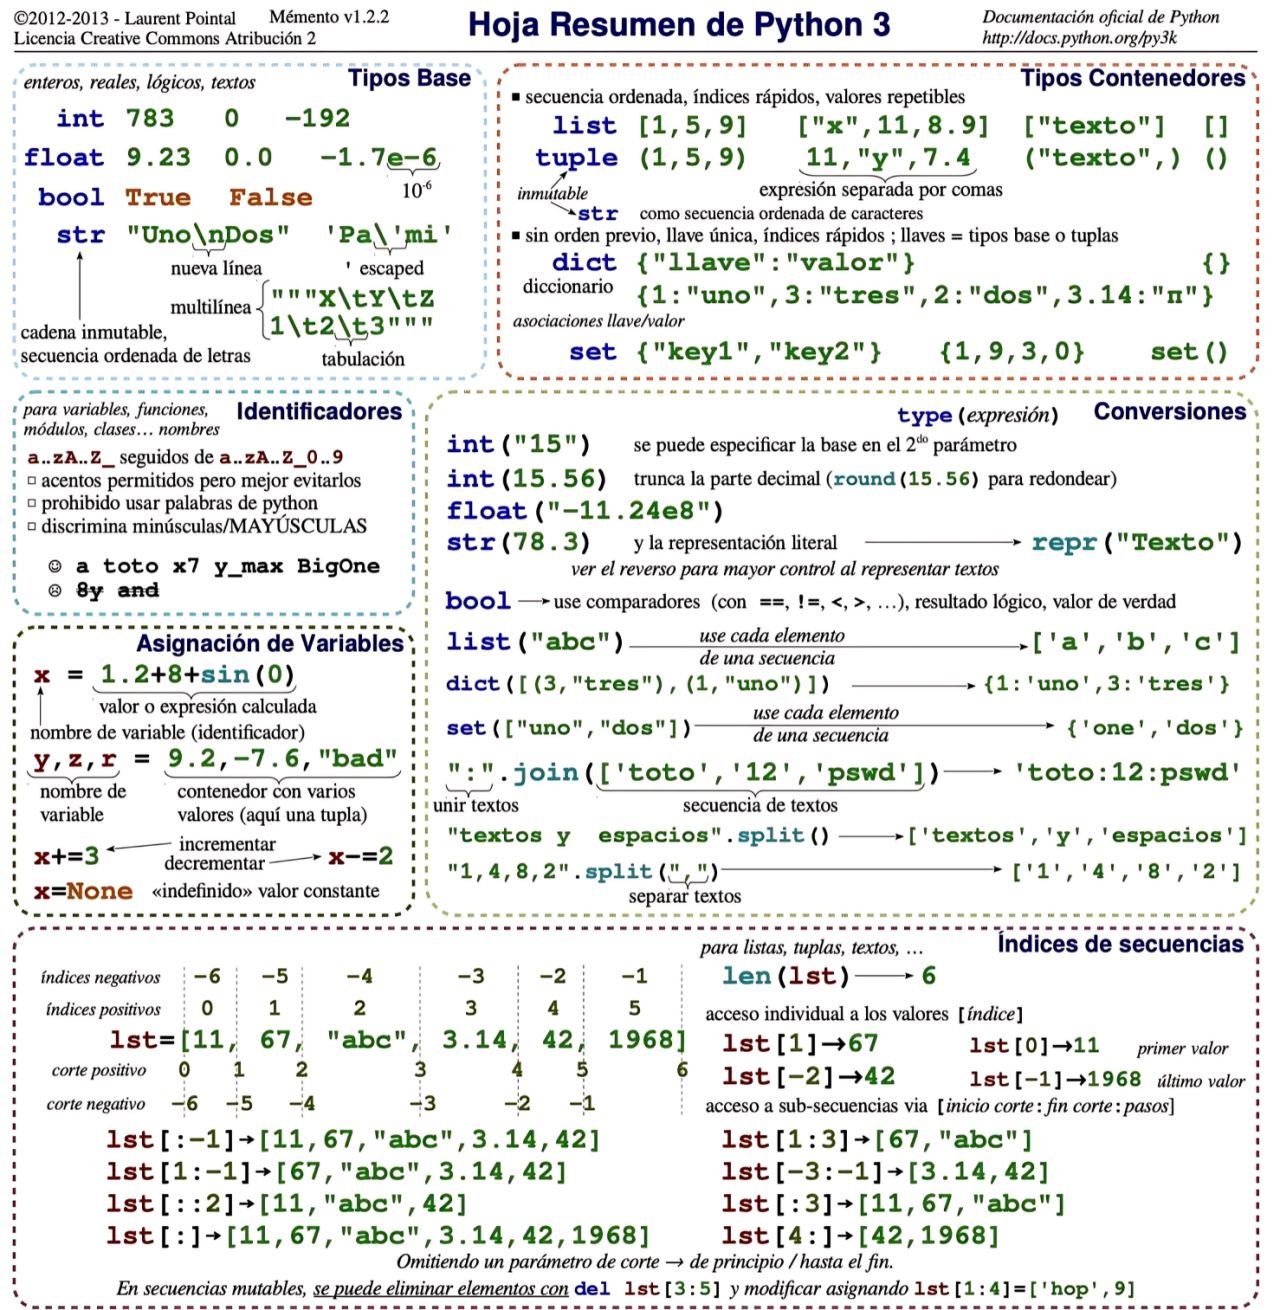 ©2012-2013 - Laurent Pointal Mémento v1.2.2
Licencia Creative Commons Atribución 2
Hoja Resumen de Python 3
Documentación oficial de Python
http://docs.python.org/py3k
enteros, reales, lógicos, textos
Tipos Base
int 783 0 -192
float 9.23 0.0 -1.7e-6
10-6
bool True False
str "Uno\nDos" 'Pa\'mi'
nueva línea ' escaped
multilínea """X\tY\tZ
1\t2\t3"""
tabulación
cadena inmutable,
secuencia ordenada de letras
Tipos Contenedores
▪ secuencia ordenada, índices rápidos, valores repetibles
list [1,5,9] ["x",11,8.9] ["texto"] []
tuple (1,5,9) 11,"y",7.4 ("texto",) ()
inmutable
expresión separada por comas
str como secuencia ordenada de caracteres
▪ sin orden previo, llave única, índices rápidos ; llaves = tipos base o tuplas
dict {"llave":"valor"} {}
diccionario
{1:"uno",3:"tres",2:"dos",3.14:"π"}
asociaciones llave/valor
set {"key1","key2"} {1,9,3,0} set()
para variables, funciones,
módulos, clases… nombres
Identificadores
a..zA..Z_ seguidos de a..zA..Z_0..9
▫ acentos permitidos pero mejor evitarlos
▫ prohibido usar palabras de python
▫ discrimina minúsculas/MAYÚSCULAS
☺ a toto x7 y_max BigOne
☹ 8y and
Asignación de Variables
x = 1.2+8+sin(0)
valor o expresión calculada
nombre de variable (identificador)
y,z,r = 9.2,-7.6,"bad"
nombre de
variable
contenedor con varios
valores (aquí una tupla)
x+=3
incrementar
decrementar
x-=2
x=None «indefinido» valor constante
type(expresión) Conversiones
int("15") se puede especificar la base en el 2do parámetro
int(15.56) trunca la parte decimal (round(15.56) para redondear)
float("-11.24e8")
str(78.3) y la representación literal → repr("Texto")
ver el reverso para mayor control al representar textos
bool → use comparadores (con ==, !=, <, >, …), resultado lógico, valor de verdad
list("abc") use cada elemento de una secuencia → ['a','b','c']
dict([(3,"tres"),(1,"uno")]) → {1:'uno',3:'tres'}
set(["uno","dos"]) use cada elemento de una secuencia → {'one','dos'}
":".join(['toto','12','pswd']) → 'toto:12:pswd'
unir textos secuencia de textos
"textos y  espacios".split() → ['textos','y','espacios']
"1,4,8,2".split(",") → ['1','4','8','2']
separar textos
para listas, tuplas, textos, …
Índices de secuencias
índices negativos -6 -5 -4 -3 -2 -1
índices positivos 0 1 2 3 4 5
lst=[11, 67, "abc", 3.14, 42, 1968]
corte positivo 0 1 2 3 4 5 6
corte negativo -6 -5 -4 -3 -2 -1
len(lst) → 6
acceso individual a los valores [índice]
lst[1]→67 lst[0]→11 primer valor
lst[-2]→42 lst[-1]→1968 último valor
acceso a sub-secuencias via [inicio corte:fin corte:pasos]
lst[:-1]→[11,67,"abc",3.14,42]
lst[1:-1]→[67,"abc",3.14,42]
lst[::2]→[11,"abc",42]
lst[:]→[11,67,"abc",3.14,42,1968]
lst[1:3]→[67,"abc"]
lst[-3:-1]→[3.14,42]
lst[:3]→[11,67,"abc"]
lst[4:]→[42,1968]
Omitiendo un parámetro de corte → de principio / hasta el fin.
En secuencias mutables, se puede eliminar elementos con del lst[3:5] y modificar asignando lst[1:4]=['hop',9]